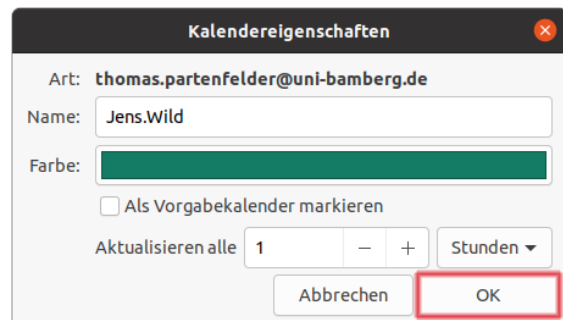 Kalendereigenschaften
Art: thomas.partenfelder@uni-bamberg.de
Name: Jens.Wild
Farbe:
Als Vorgabekalender markieren
Aktualisieren alle 1 − + Stunden
Abbrechen OK